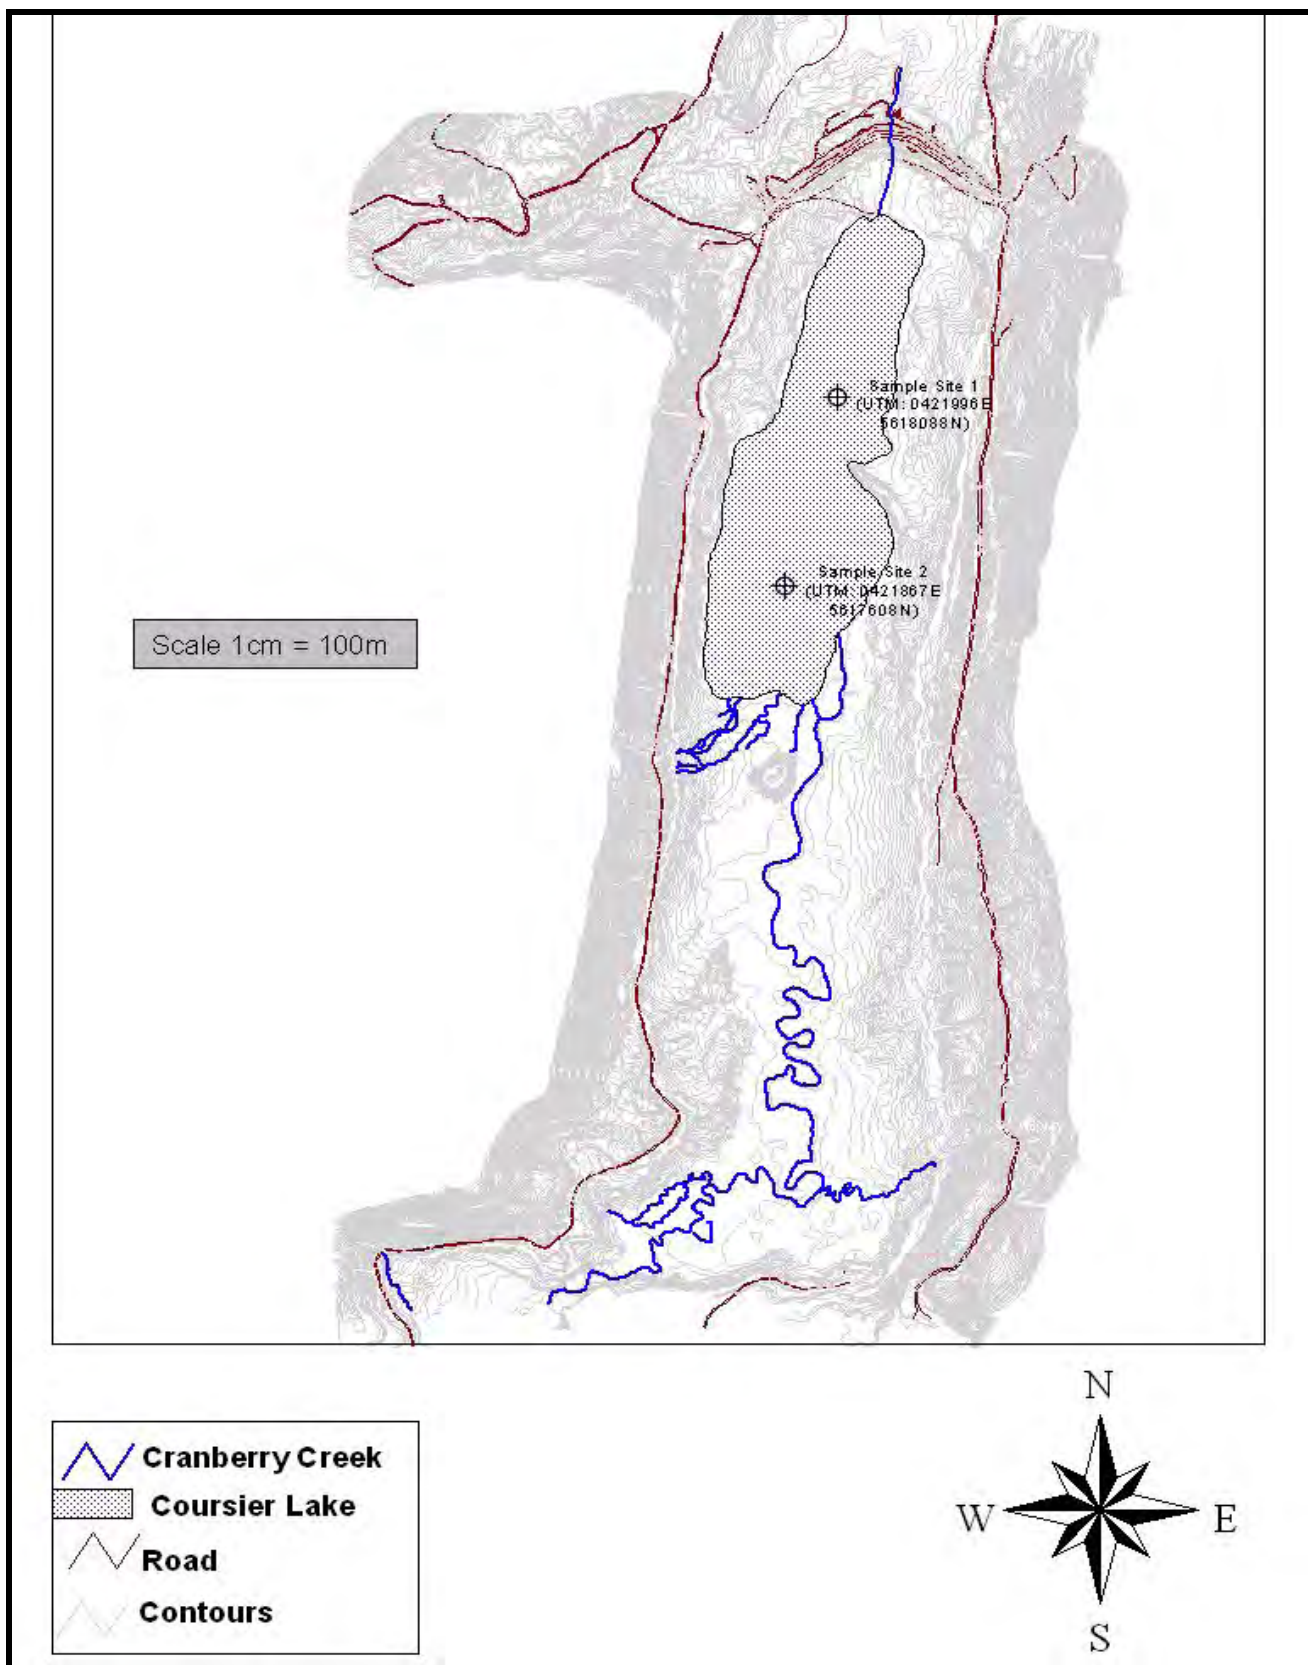 Sample Site 1
(UTM: 0421996E
5618088N)
Sample Site 2
(UTM: 0421867E
5617608N)
Scale 1cm = 100m
N
W
E
S
Cranberry Creek
Coursier Lake
Road
Contours